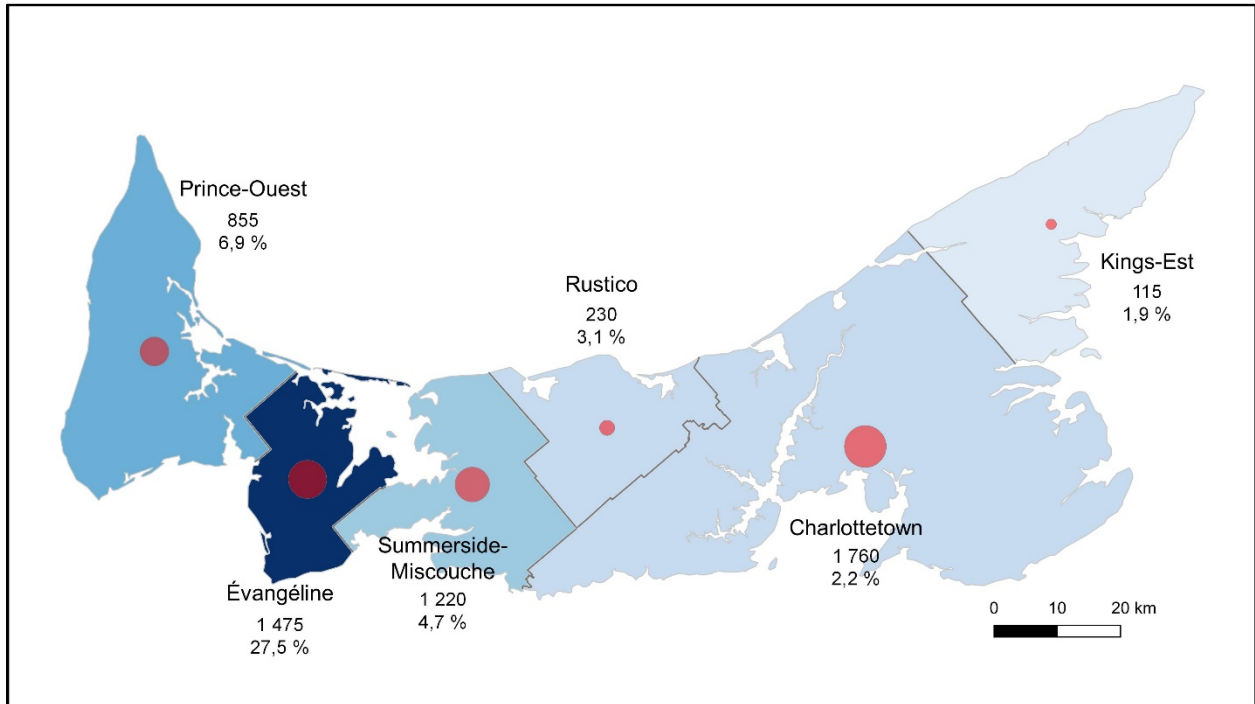 Prince-Ouest
855
6,9 %
Rustico
230
3,1 %
Kings-Est
115
1,9 %
Évangéline
1 475
27,5 %
Summerside-
Miscouche
1 220
4,7 %
Charlottetown
1 760
2,2 %
0 10 20 km